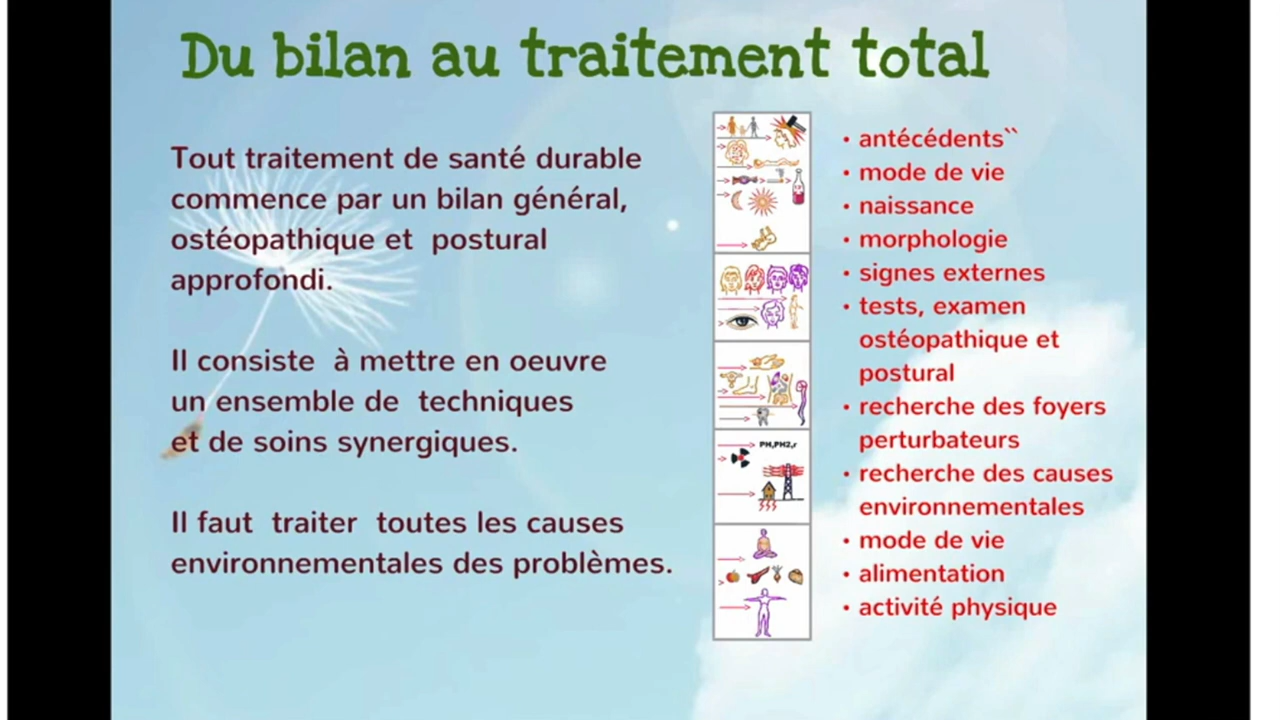 Du bilan au traitement total
Tout traitement de santé durable
commence par un bilan général,
ostéopathique et postural
approfondi.
Il consiste à mettre en oeuvre
un ensemble de techniques
et de soins synergiques.
Il faut traiter toutes les causes
environnementales des problèmes.
PH,PH2,r
• antécédents``
• mode de vie
• naissance
• morphologie
• signes externes
• tests, examen
ostéopathique et
postural
• recherche des foyers
perturbateurs
• recherche des causes
environnementales
• mode de vie
• alimentation
• activité physique